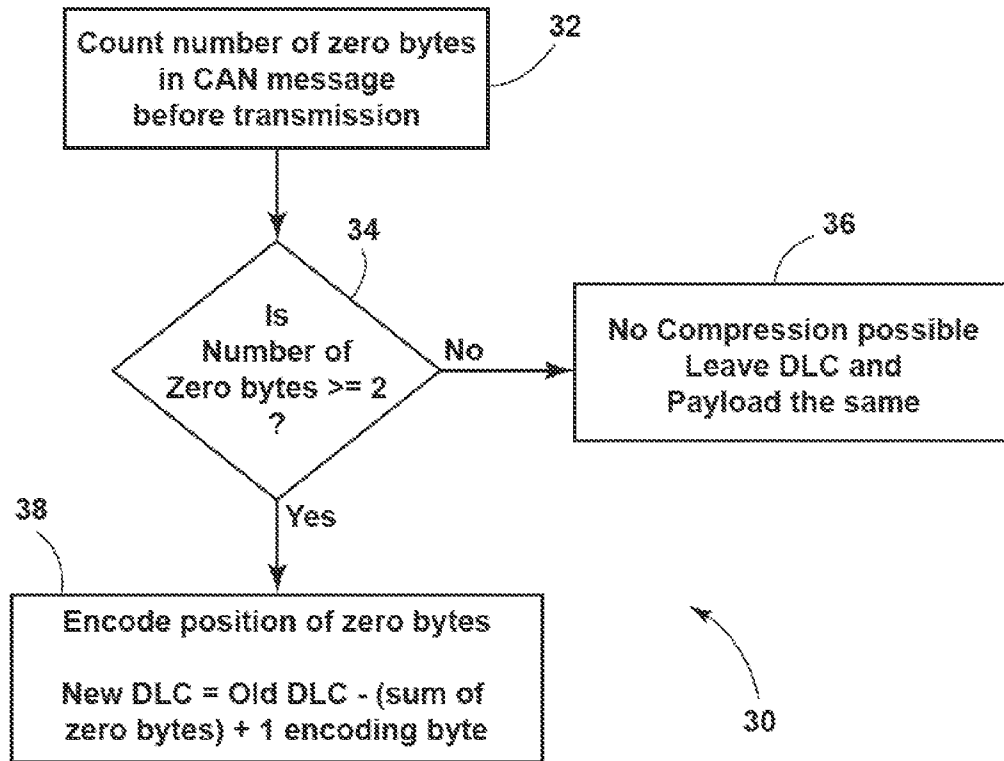 Count number of zero bytes
in CAN message
before transmission
32
34
Is
Number of
Zero bytes >= 2
?
No
36
No Compression possible
Leave DLC and
Payload the same
Yes
38
Encode position of zero bytes
New DLC = Old DLC - (sum of
zero bytes) + 1 encoding byte
30